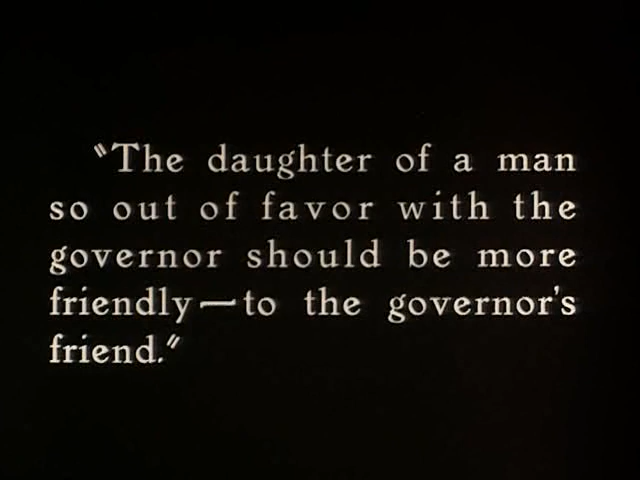 "The daughter of a man
so out of favor with the
governor should be more
friendly—to the governor's
friend."